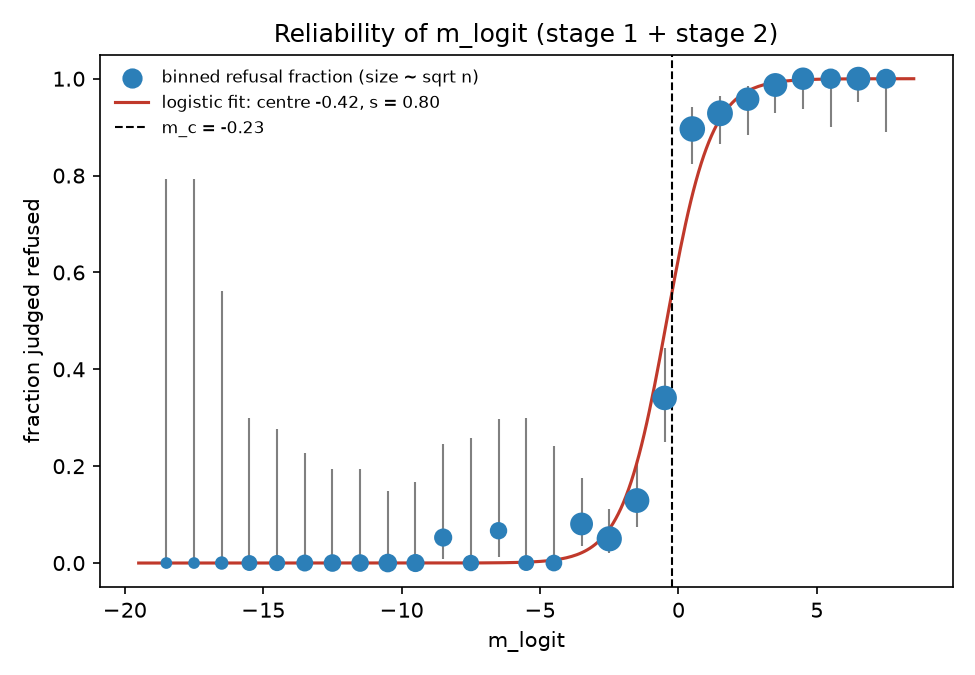 Reliability of m_logit (stage 1 + stage 2)
binned refusal fraction (size ~ sqrt n)
logistic fit: centre -0.42, s = 0.80
m_c = -0.23
fraction judged refused
1.0
0.8
0.6
0.4
0.2
0.0
−20
−15
−10
−5
0
5
m_logit